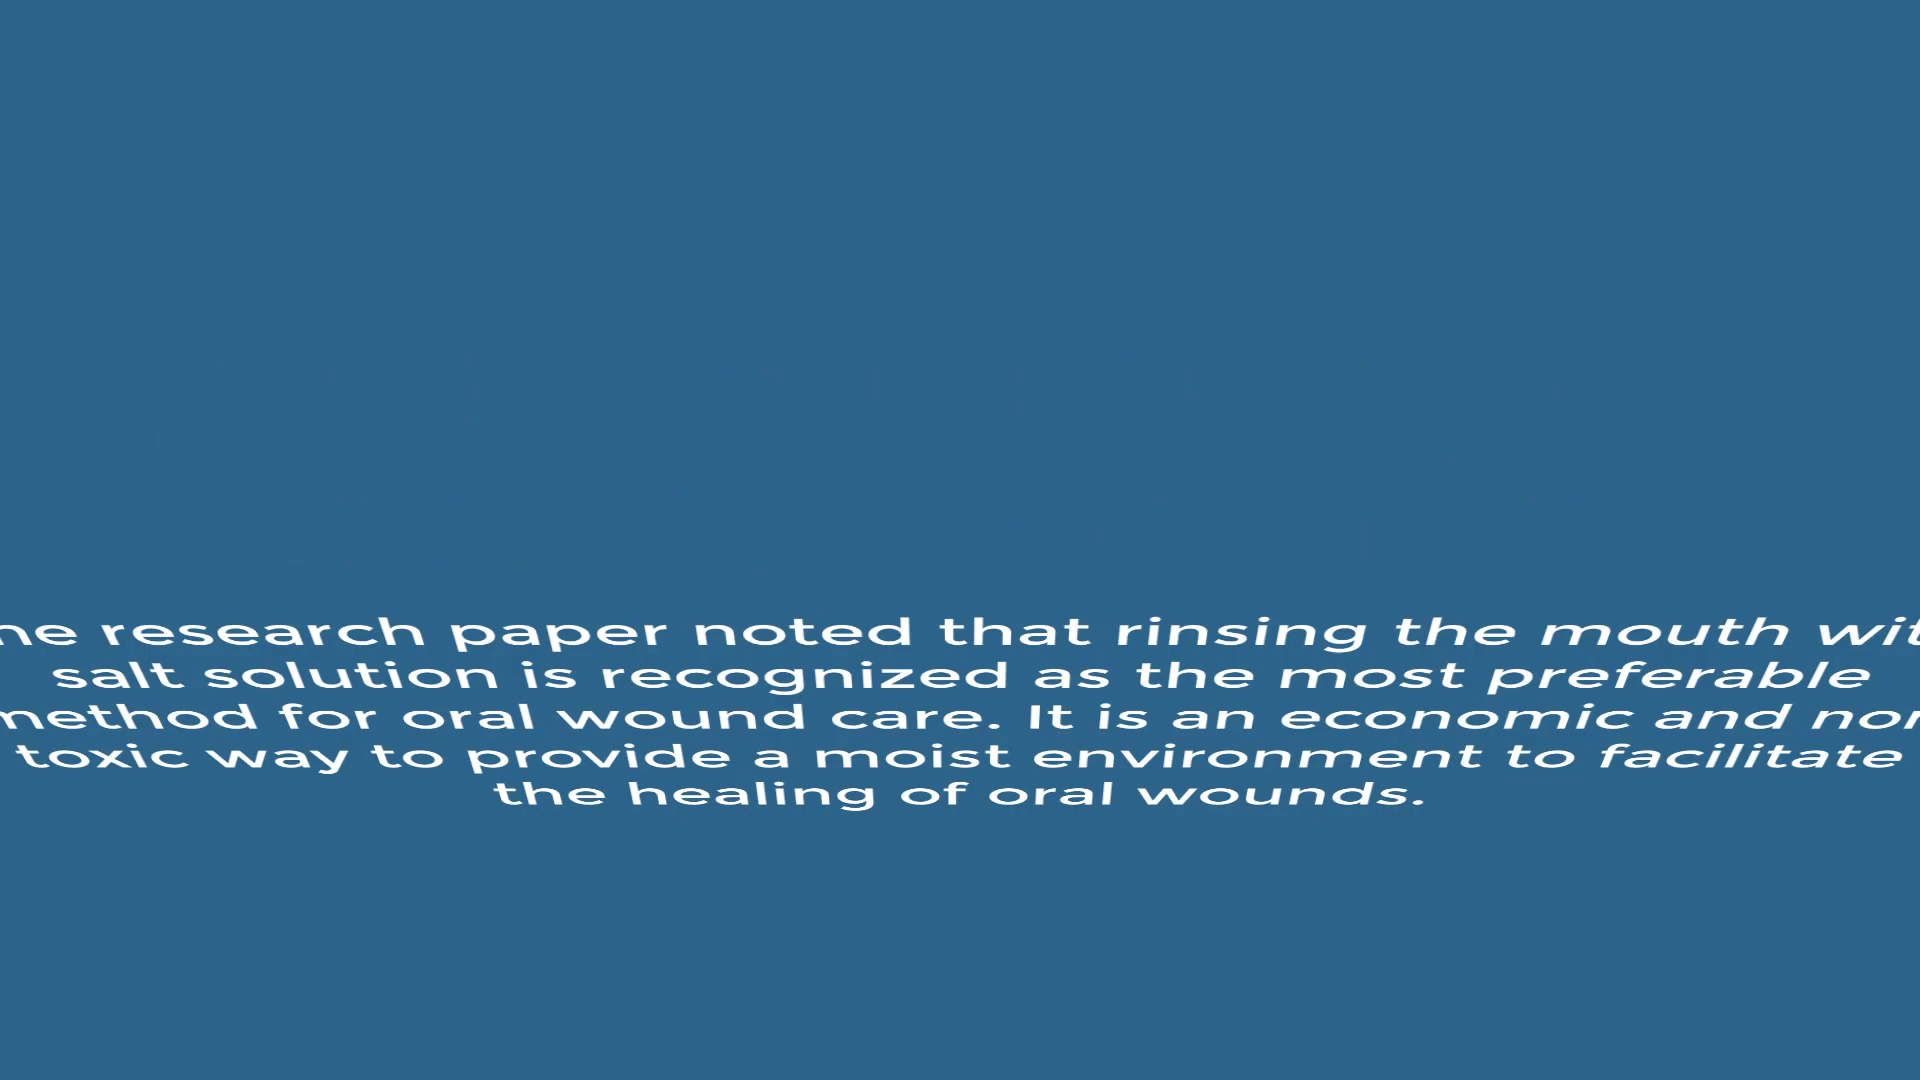 ne research paper noted that rinsing the mouth wit
salt solution is recognized as the most preferable
method for oral wound care. It is an economic and non
toxic way to provide a moist environment to facilitate
the healing of oral wounds.